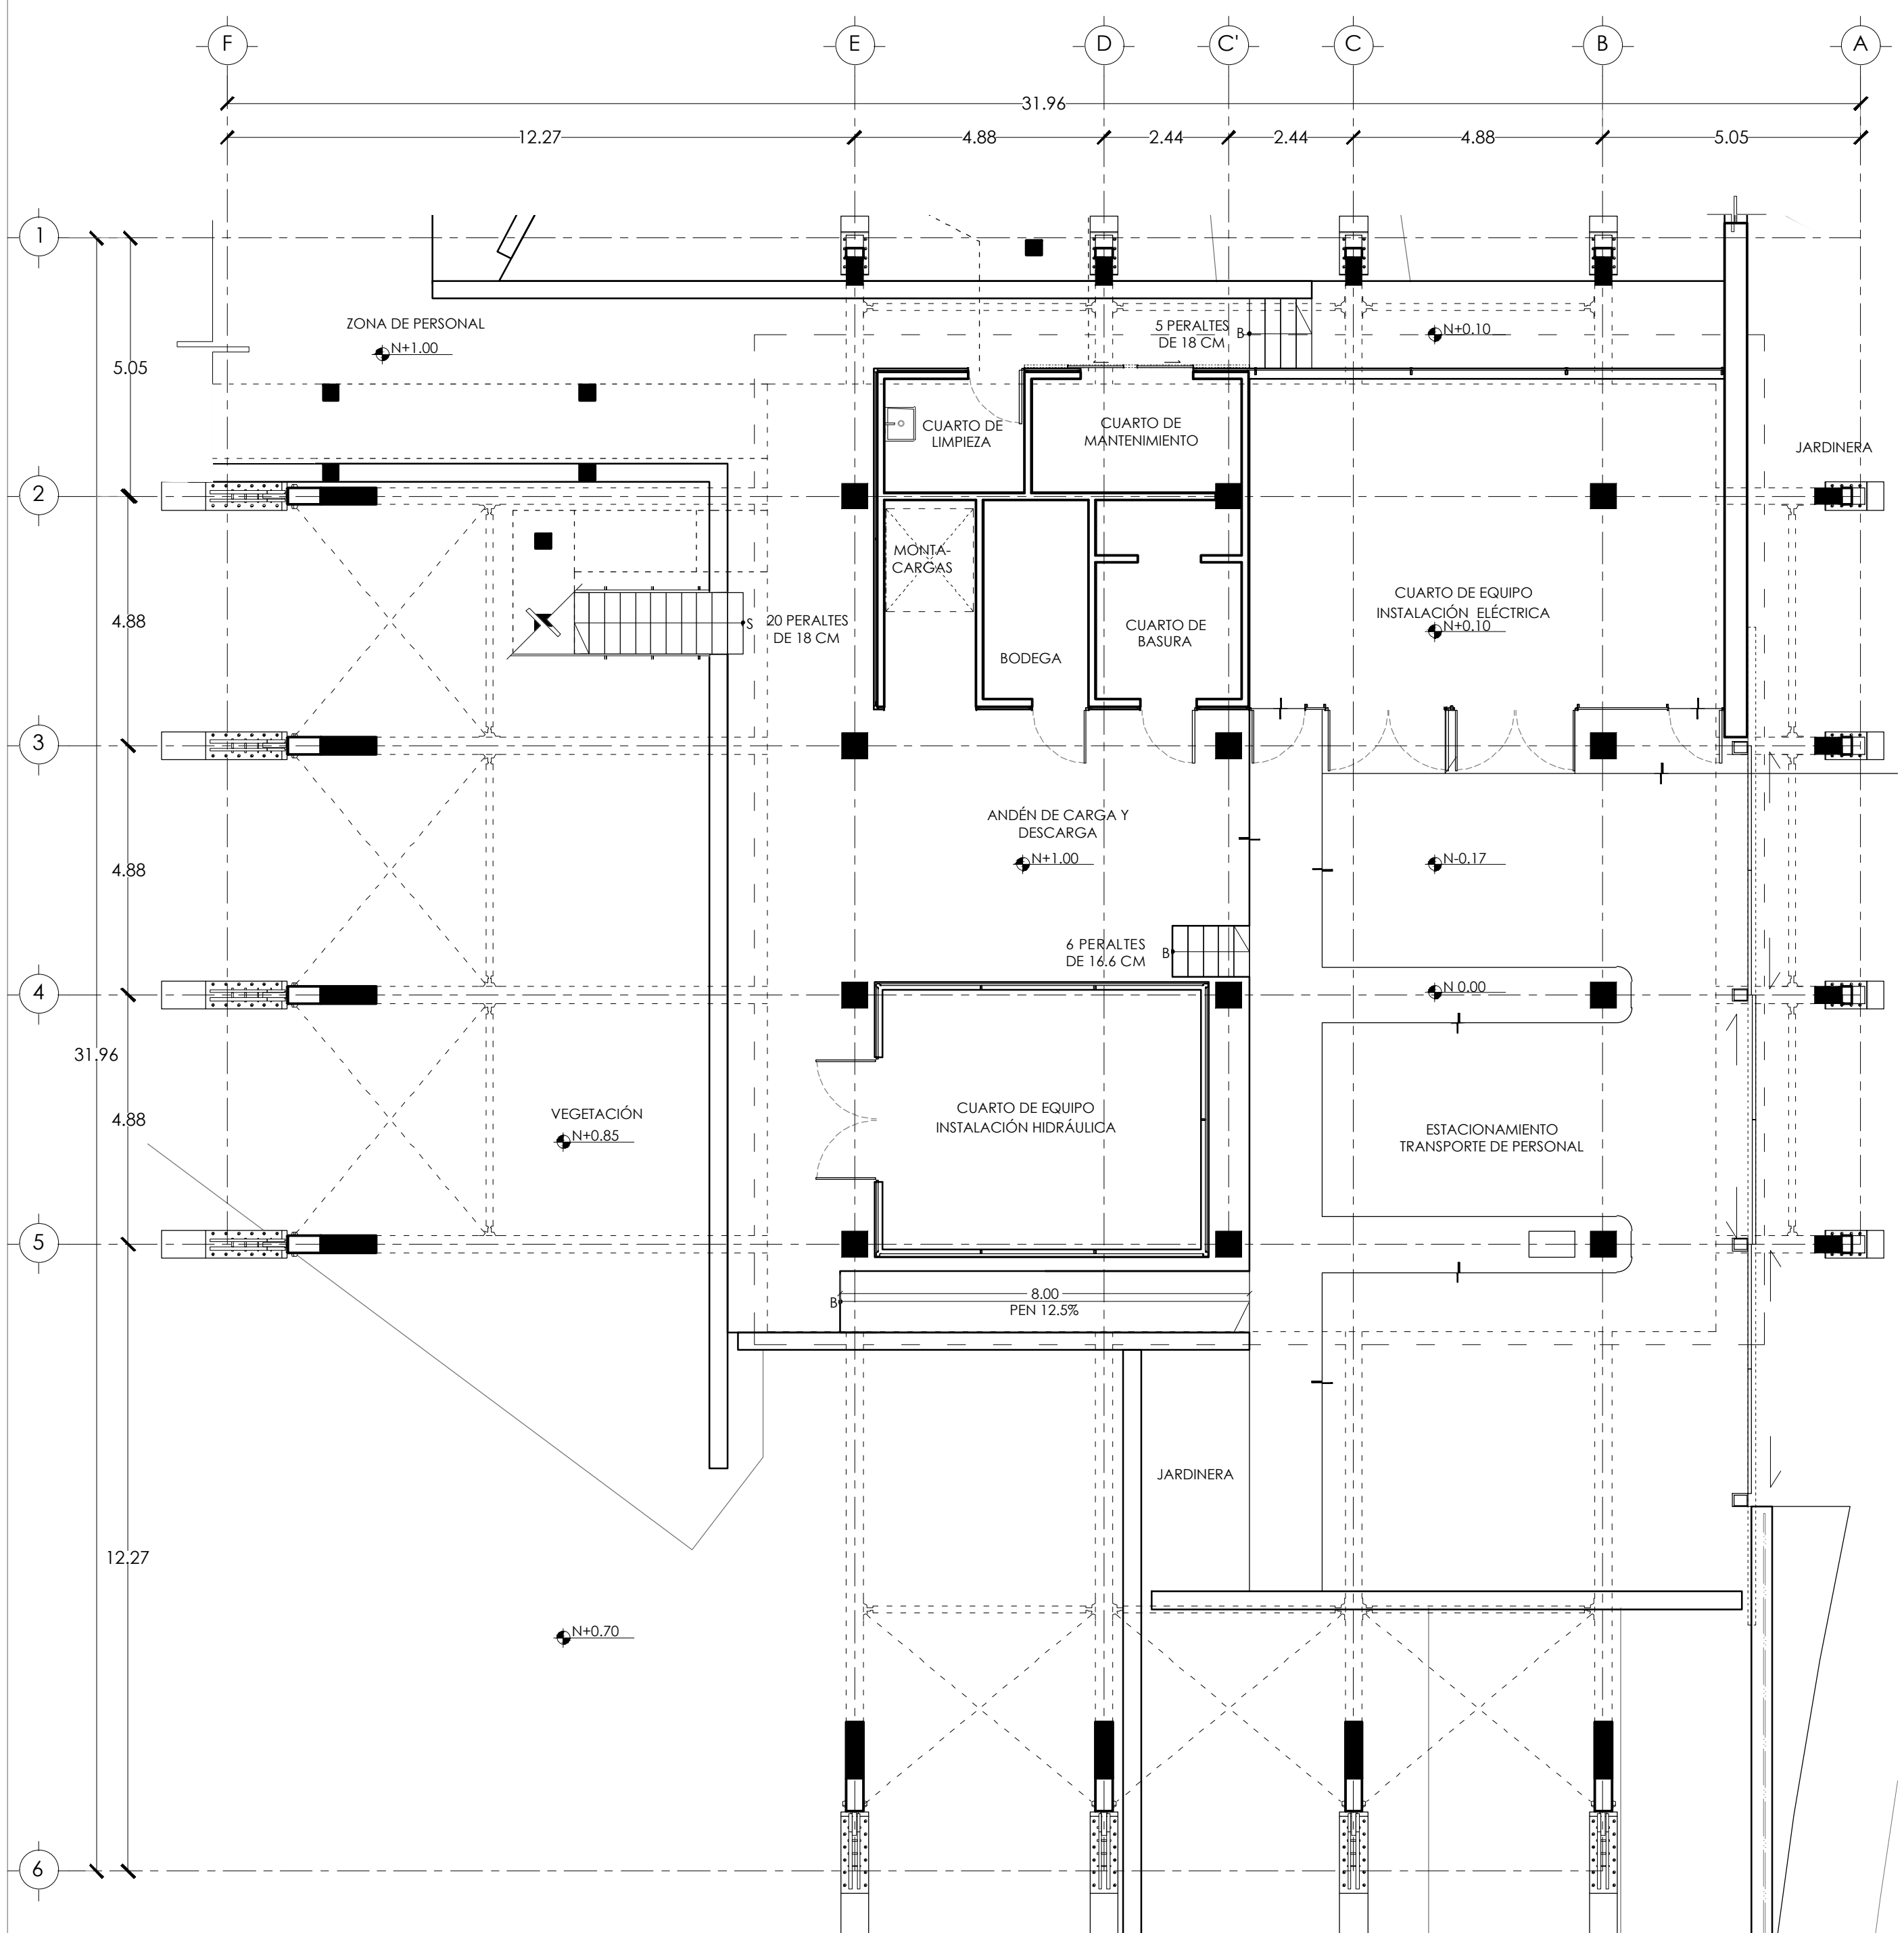 F
E
D
C'
C
B
A
31.96
12.27
4.88
2.44
2.44
4.88
5.05
1
ZONA DE PERSONAL
N+1.00
5 PERALTES
DE 18 CM
B
N+0.10
5.05
CUARTO DE
LIMPIEZA
CUARTO DE
MANTENIMIENTO
JARDINERA
2
MONTA-
CARGAS
CUARTO DE EQUIPO
INSTALACIÓN ELÉCTRICA
N+0.10
4.88
S
20 PERALTES
DE 18 CM
BODEGA
CUARTO DE
BASURA
3
ANDÉN DE CARGA Y
DESCARGA
N+1.00
N-0.17
4.88
6 PERALTES
DE 16.6 CM
B
4
N 0.00
31.96
4.88
VEGETACIÓN
N+0.85
CUARTO DE EQUIPO
INSTALACIÓN HIDRÁULICA
ESTACIONAMIENTO
TRANSPORTE DE PERSONAL
5
B
8.00
PEN 12.5%
JARDINERA
12.27
N+0.70
6